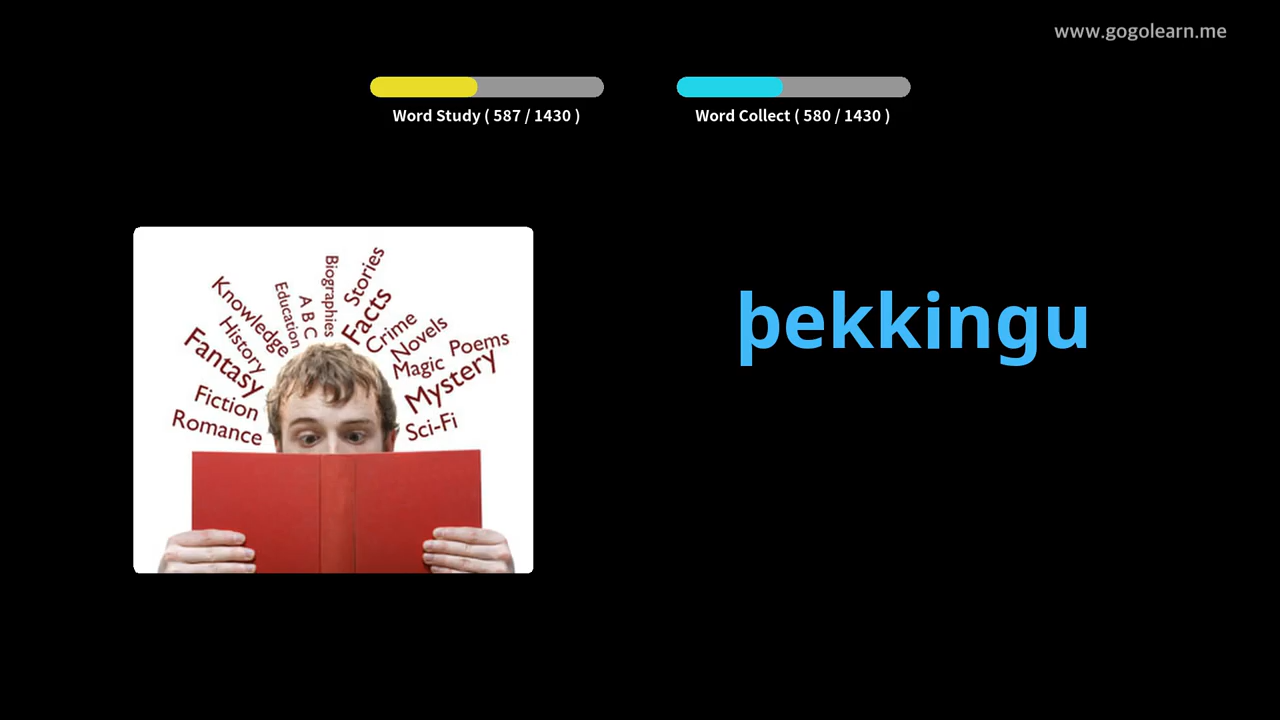 www.gogolearn.me
Word Study ( 587 / 1430 )
Word Collect ( 580 / 1430 )
Biographies
Stories
Knowledge
Education
A B C
Facts
Crime
History
Novels
Poems
Fantasy
Magic
Mystery
Fiction
Romance
Sci-Fi
þekkingu